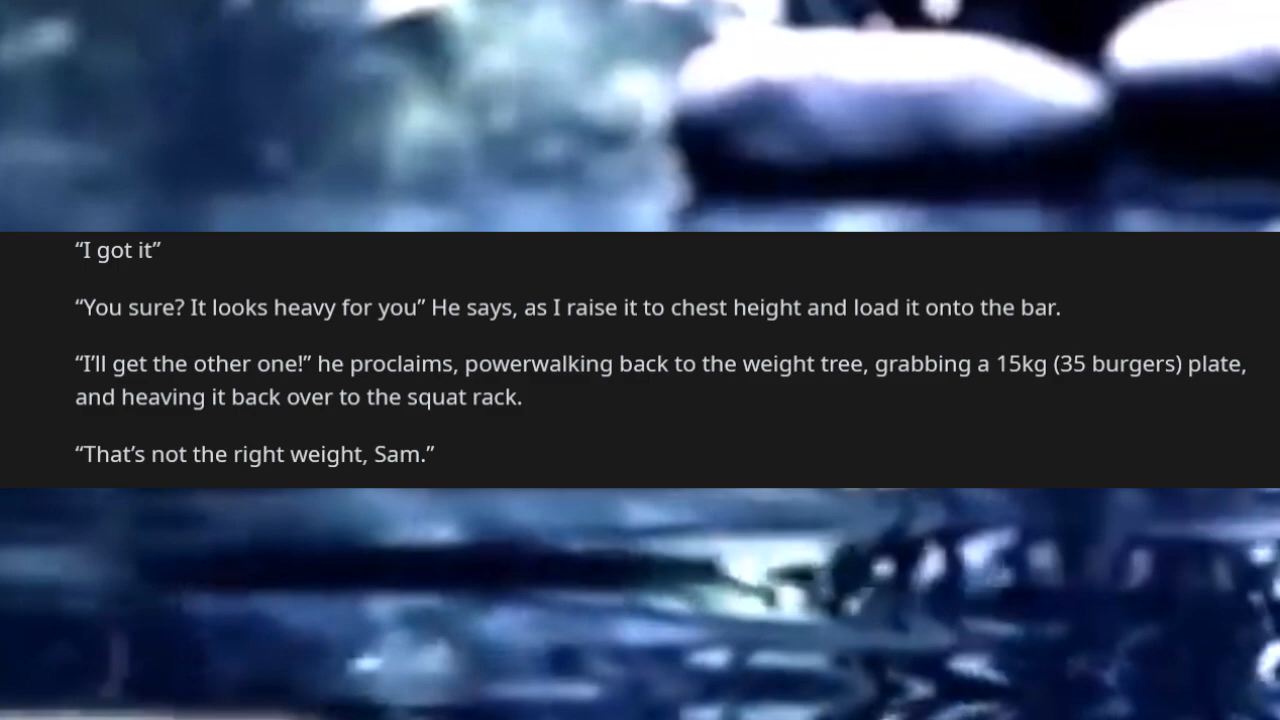 “I got it”
“You sure? It looks heavy for you” He says, as I raise it to chest height and load it onto the bar.
“I’ll get the other one!” he proclaims, powerwalking back to the weight tree, grabbing a 15kg (35 burgers) plate,
and heaving it back over to the squat rack.
“That’s not the right weight, Sam.”